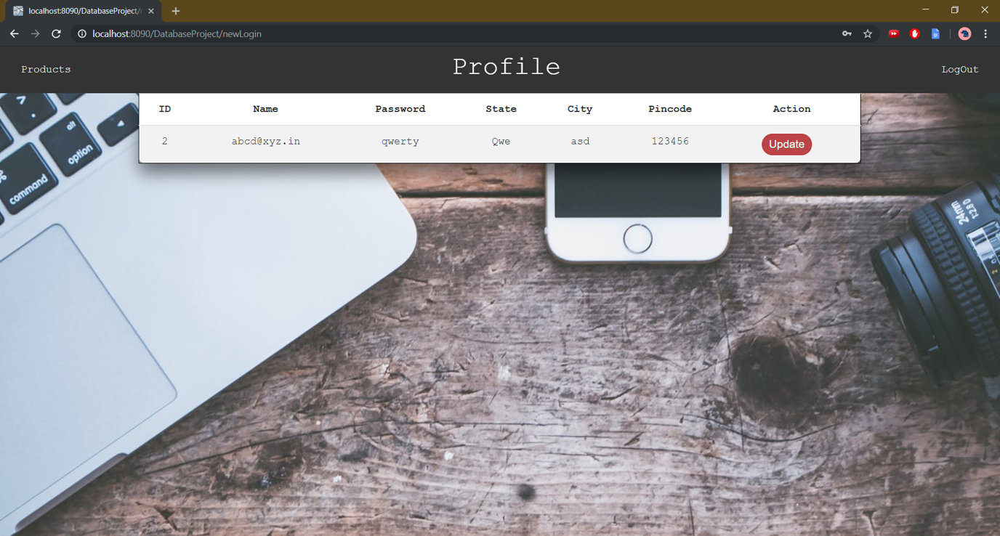 localhost:8090/DatabaseProject/
localhost:8090/DatabaseProject/newLogin
Products
Profile
LogOut
ID Name Password State City Pincode Action
2 abcd@xyz.in qwerty Qwe asd 123456 Update
alt
option
command
24mm
1:2.8 D